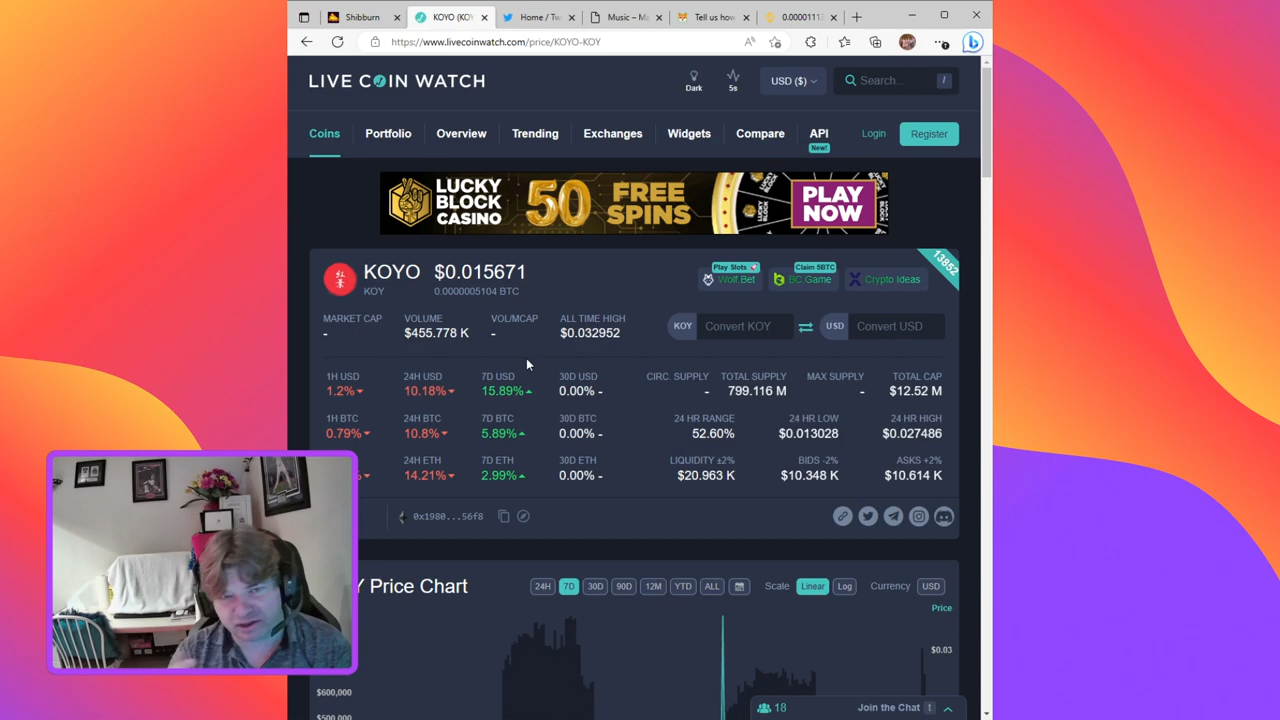 Shibburn
KOYO (KO
Home / Tw
Music – Ma
Tell us how
0.0000111
https://www.livecoinwatch.com/price/KOYO-KOY
LIVE COIN WATCH
Dark
5s
USD ($)
Search...
/
Coins
Portfolio
Overview
Trending
Exchanges
Widgets
Compare
API
New!
Login
Register
LUCKY BLOCK CASINO
50
FREE SPINS
PLAY NOW
13852
紅葉
KOYO
$0.015671
KOY
0.0000005104 BTC
Play Slots
Wolf.Bet
Claim 5BTC
BC Game
Crypto Ideas
MARKET CAP
-
VOLUME
$455.778 K
VOL/MCAP
-
ALL TIME HIGH
$0.032952
KOY
Convert KOY
USD
Convert USD
1H USD
1.2%
24H USD
10.18%
7D USD
15.89%
30D USD
0.00% -
CIRC. SUPPLY
-
TOTAL SUPPLY
799.116 M
MAX SUPPLY
-
TOTAL CAP
$12.52 M
1H BTC
0.79%
24H BTC
10.8%
7D BTC
5.89%
30D BTC
0.00% -
24 HR RANGE
52.60%
24 HR LOW
$0.013028
24 HR HIGH
$0.027486
24H ETH
14.21%
7D ETH
2.99%
30D ETH
0.00% -
LIQUIDITY ±2%
$20.963 K
BIDS -2%
$10.348 K
ASKS +2%
$10.614 K
0x1980...56f8
Y Price Chart
24H
7D
30D
90D
12M
YTD
ALL
Scale
Linear
Log
Currency
USD
Price
$0.03
$600,000
$500,000
18
Join the Chat
t